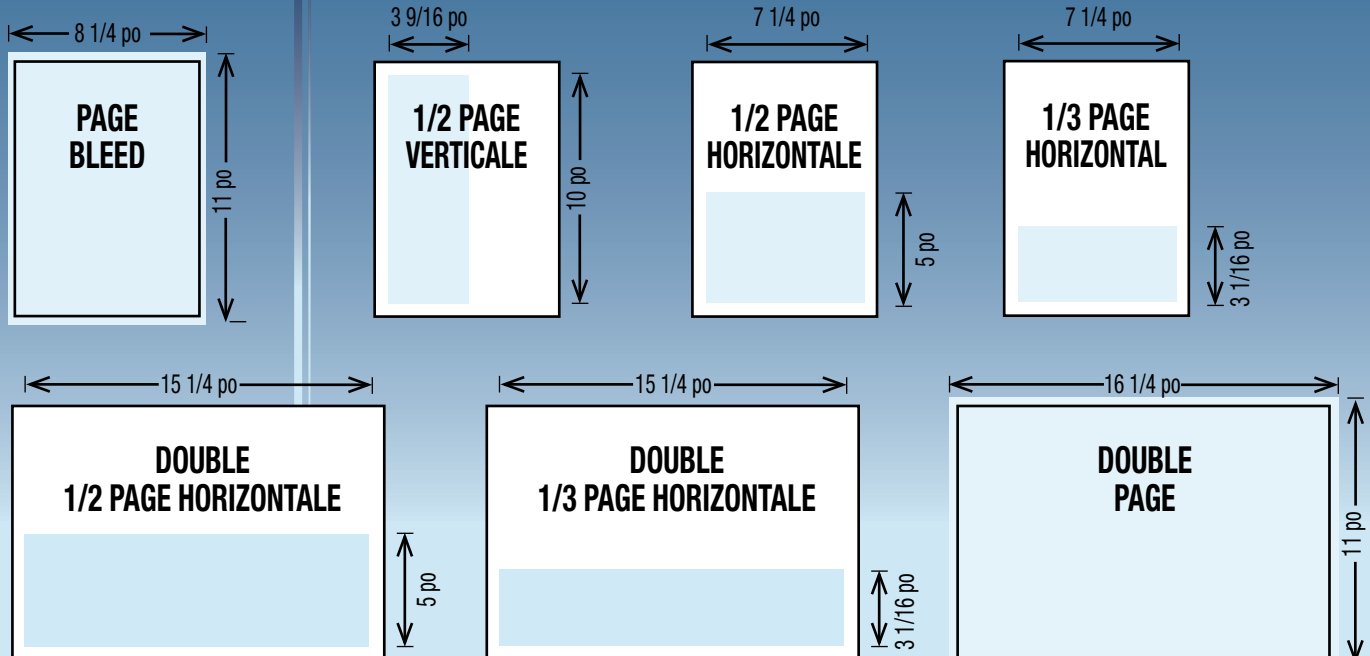 8 1/4 po
PAGE
BLEED
11 po
3 9/16 po
1/2 PAGE
VERTICALE
10 po
7 1/4 po
1/2 PAGE
HORIZONTALE
5 po
7 1/4 po
1/3 PAGE
HORIZONTAL
3 1/16 po
15 1/4 po
DOUBLE
1/2 PAGE HORIZONTALE
5 po
15 1/4 po
DOUBLE
1/3 PAGE HORIZONTALE
3 1/16 po
16 1/4 po
DOUBLE
PAGE
11 po